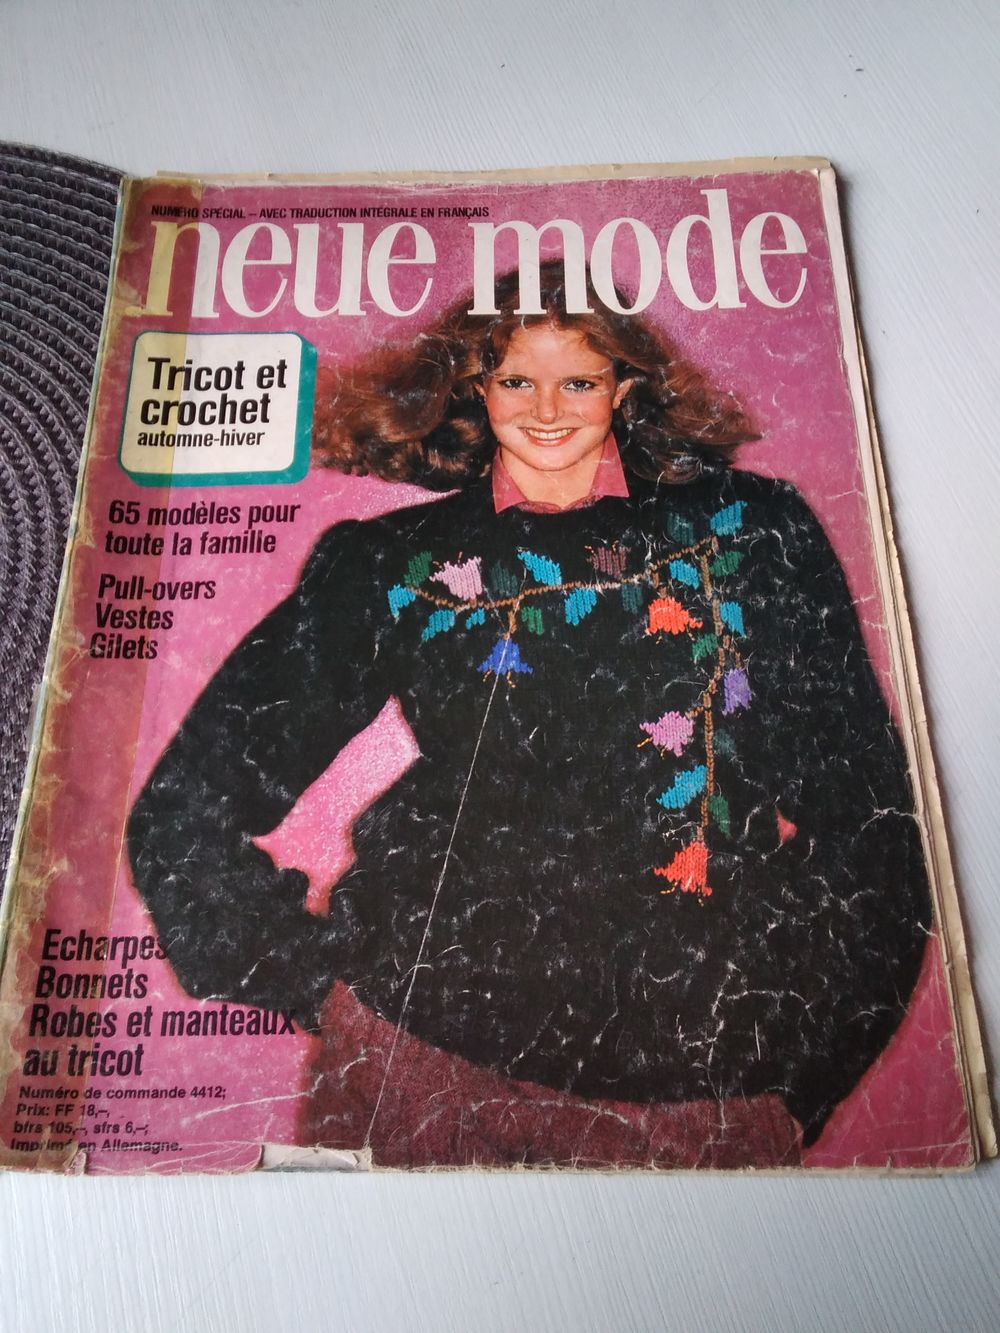 NUMERO SPÉCIAL – AVEC TRADUCTION INTÉGRALE EN FRANÇAIS
neue mode
Tricot et
crochet
automne-hiver
65 modèles pour
toute la familie
Pull-overs
Vestes
Gilets
Echarpes
Bonnets
Robes et manteaux
au tricot
Numéro de commande 4412;
Prix: FF 18,–,
bfrs 105,–, sfrs 6,–;
Imprimé en Allemagne.